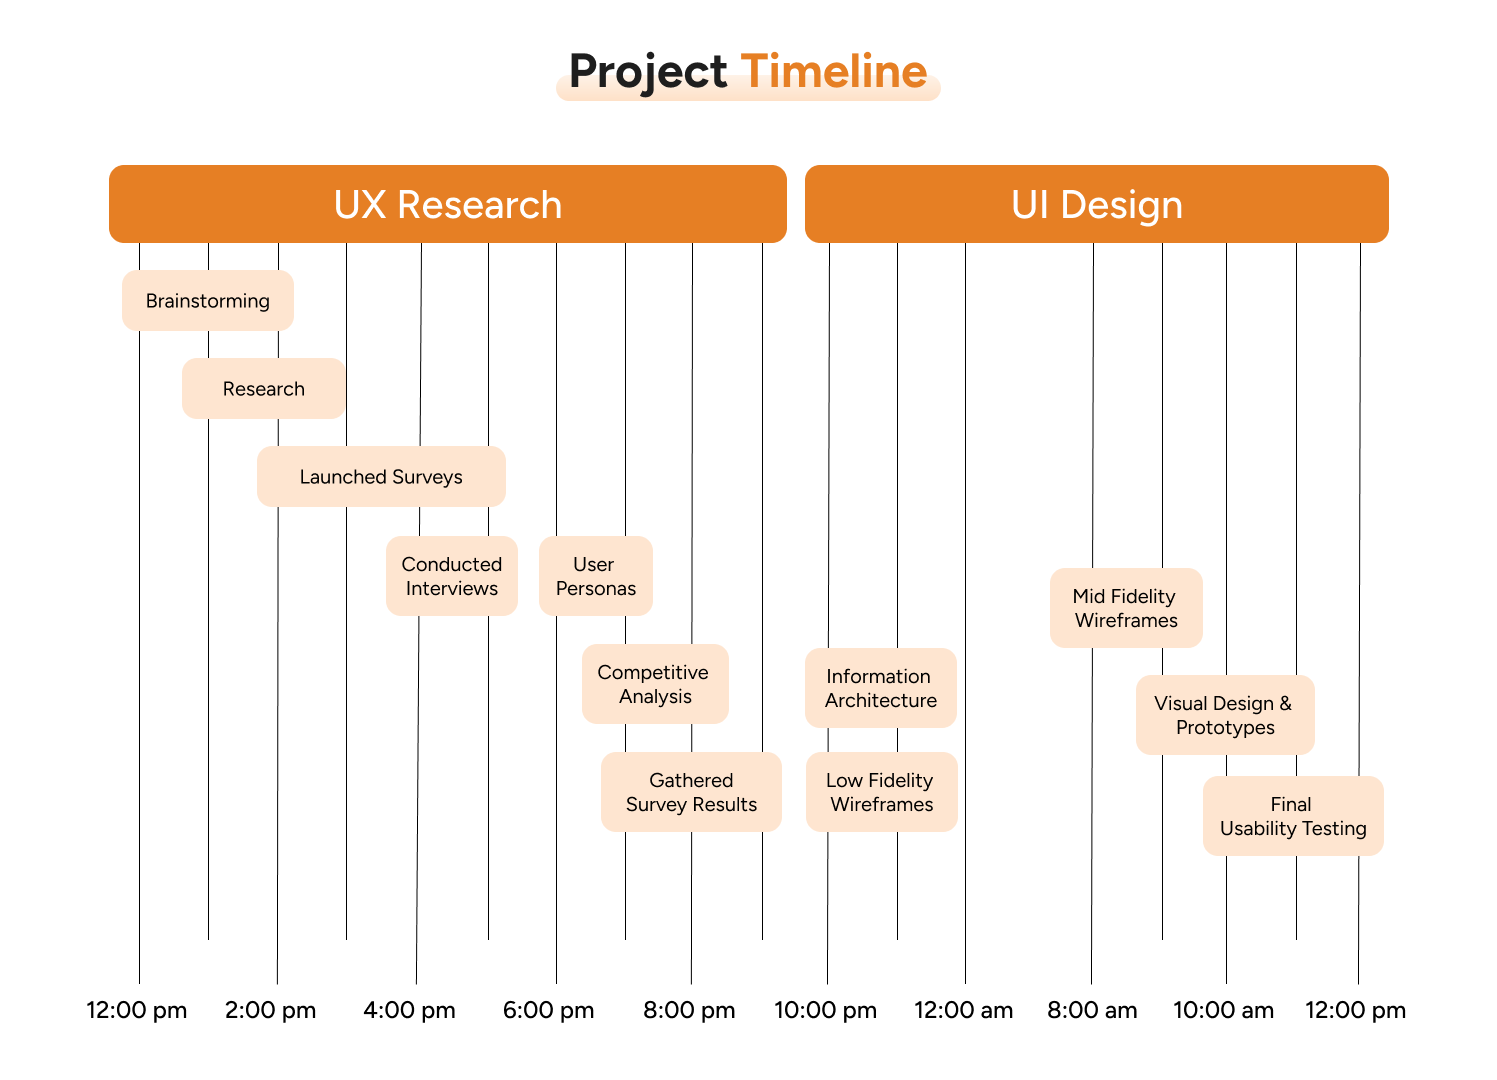 Project Timeline
UX Research
UI Design
Brainstorming
Research
Launched Surveys
Conducted
Interviews
User
Personas
Competitive
Analysis
Gathered
Survey Results
Information
Architecture
Low Fidelity
Wireframes
Mid Fidelity
Wireframes
Visual Design &
Prototypes
Final
Usability Testing
12:00 pm
2:00 pm
4:00 pm
6:00 pm
8:00 pm
10:00 pm
12:00 am
8:00 am
10:00 am
12:00 pm